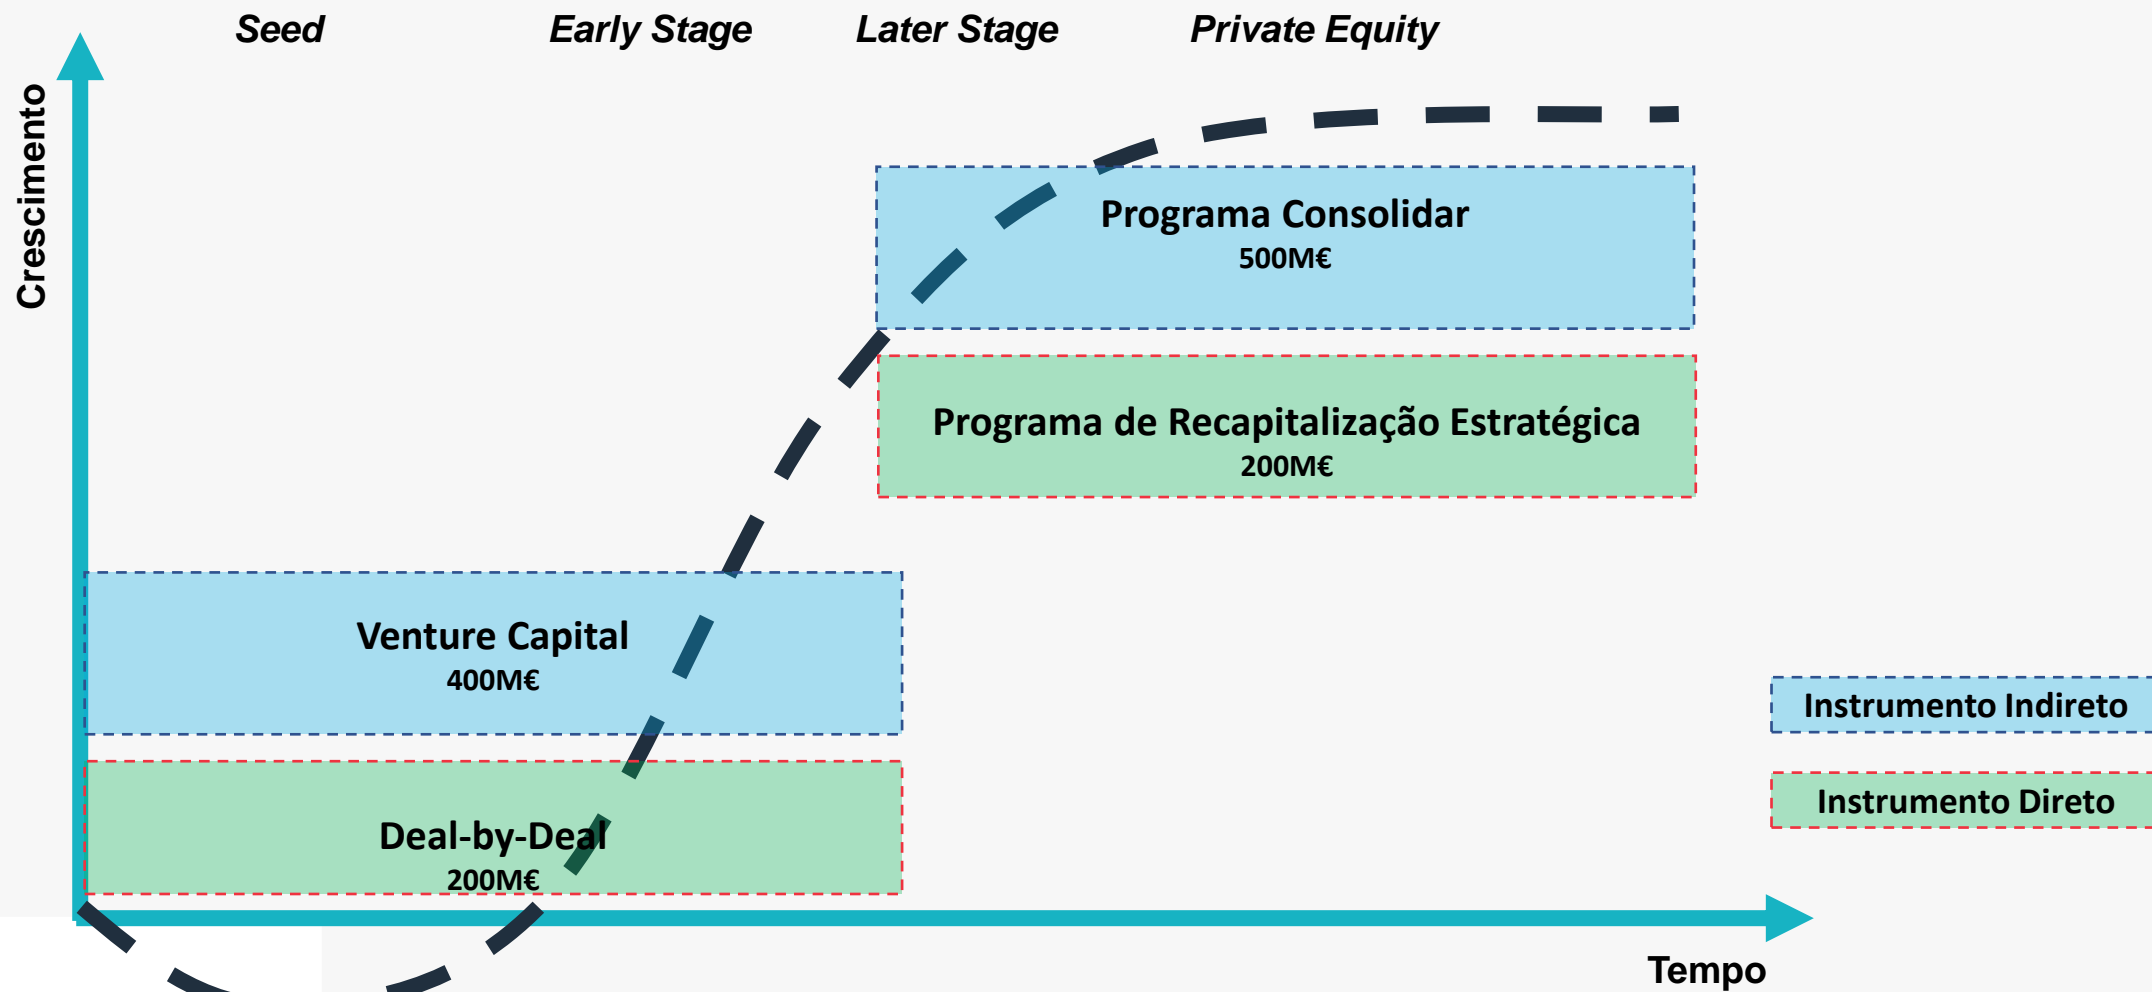 Seed
Early Stage
Later Stage
Private Equity
Crescimento
Programa Consolidar
500M€
Programa de Recapitalização Estratégica
200M€
Venture Capital
400M€
Deal-by-Deal
200M€
Instrumento Indireto
Instrumento Direto
Tempo